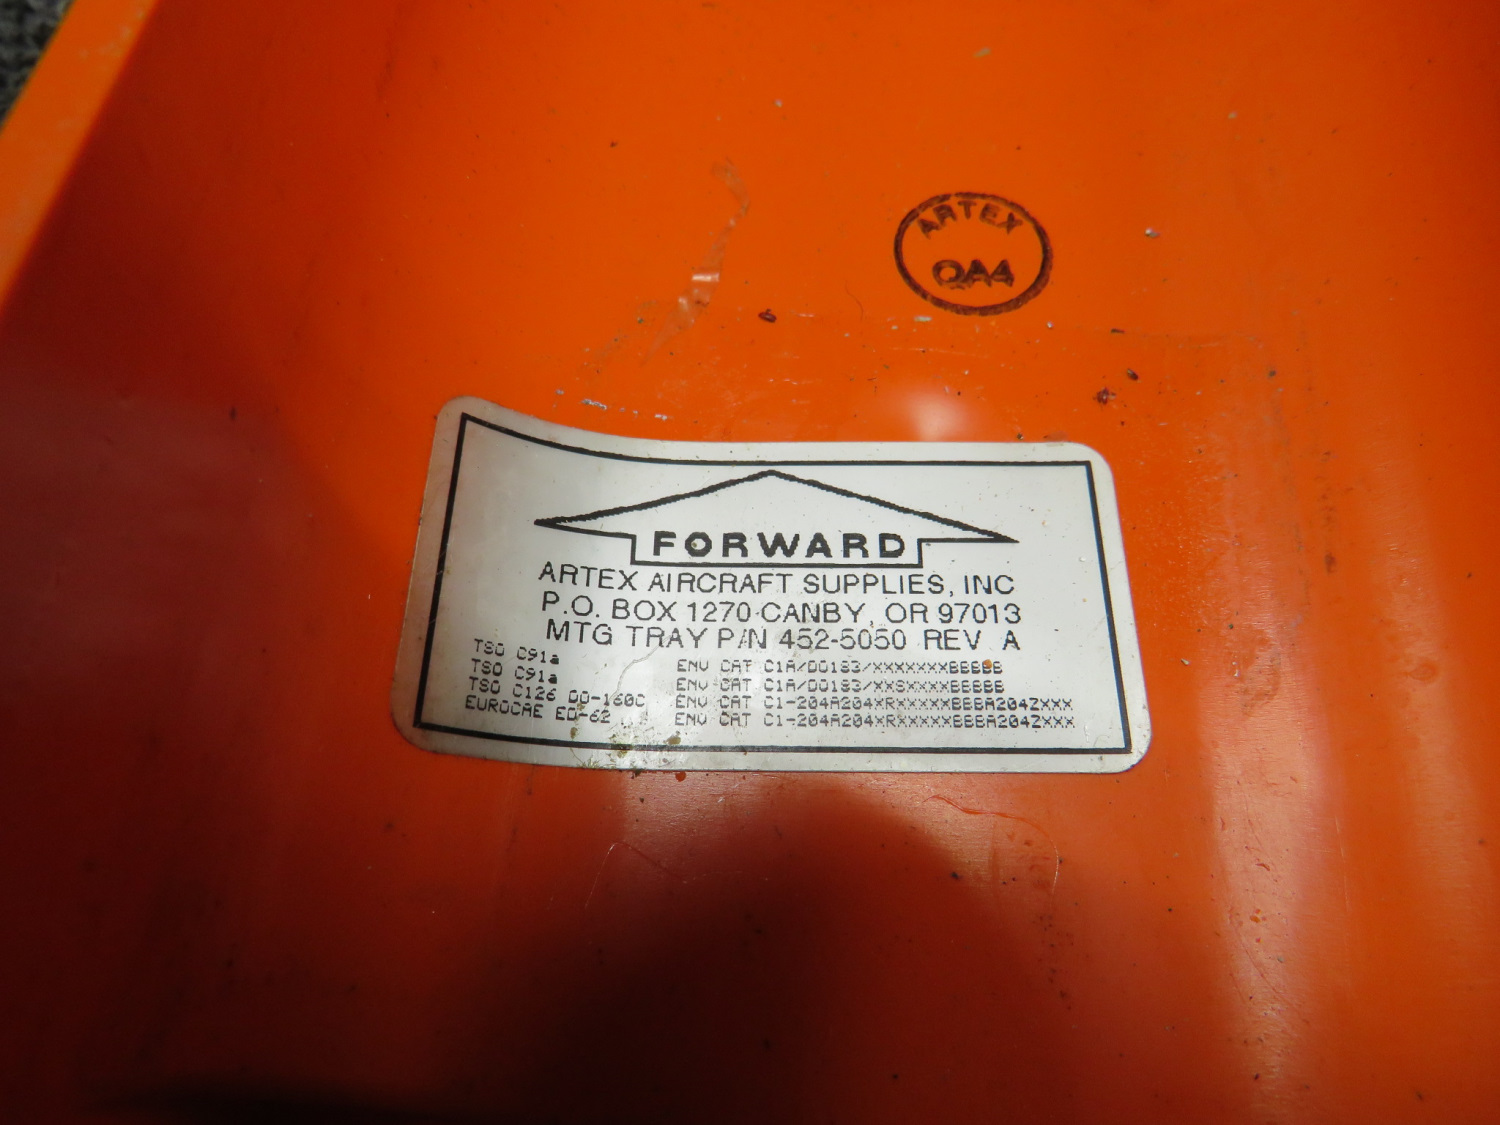 ARTEX
QA4
FORWARD
ARTEX AIRCRAFT SUPPLIES, INC
P.O. BOX 1270 CANBY, OR 97013
MTG TRAY P/N 452-5050 REV A
TSO C91a ENV CAT C1A/DO183/XXXXXXXBBBBB
TSO C91a ENV CAT C1A/DO183/XXSXXXXBBBBB
TSO C126 DO-160C ENV CAT C1-204A204XRXXXXXBBBA204ZXXX
EUROCAE ED-62 ENV CAT C1-204A204XRXXXXXBBBA204ZXXX